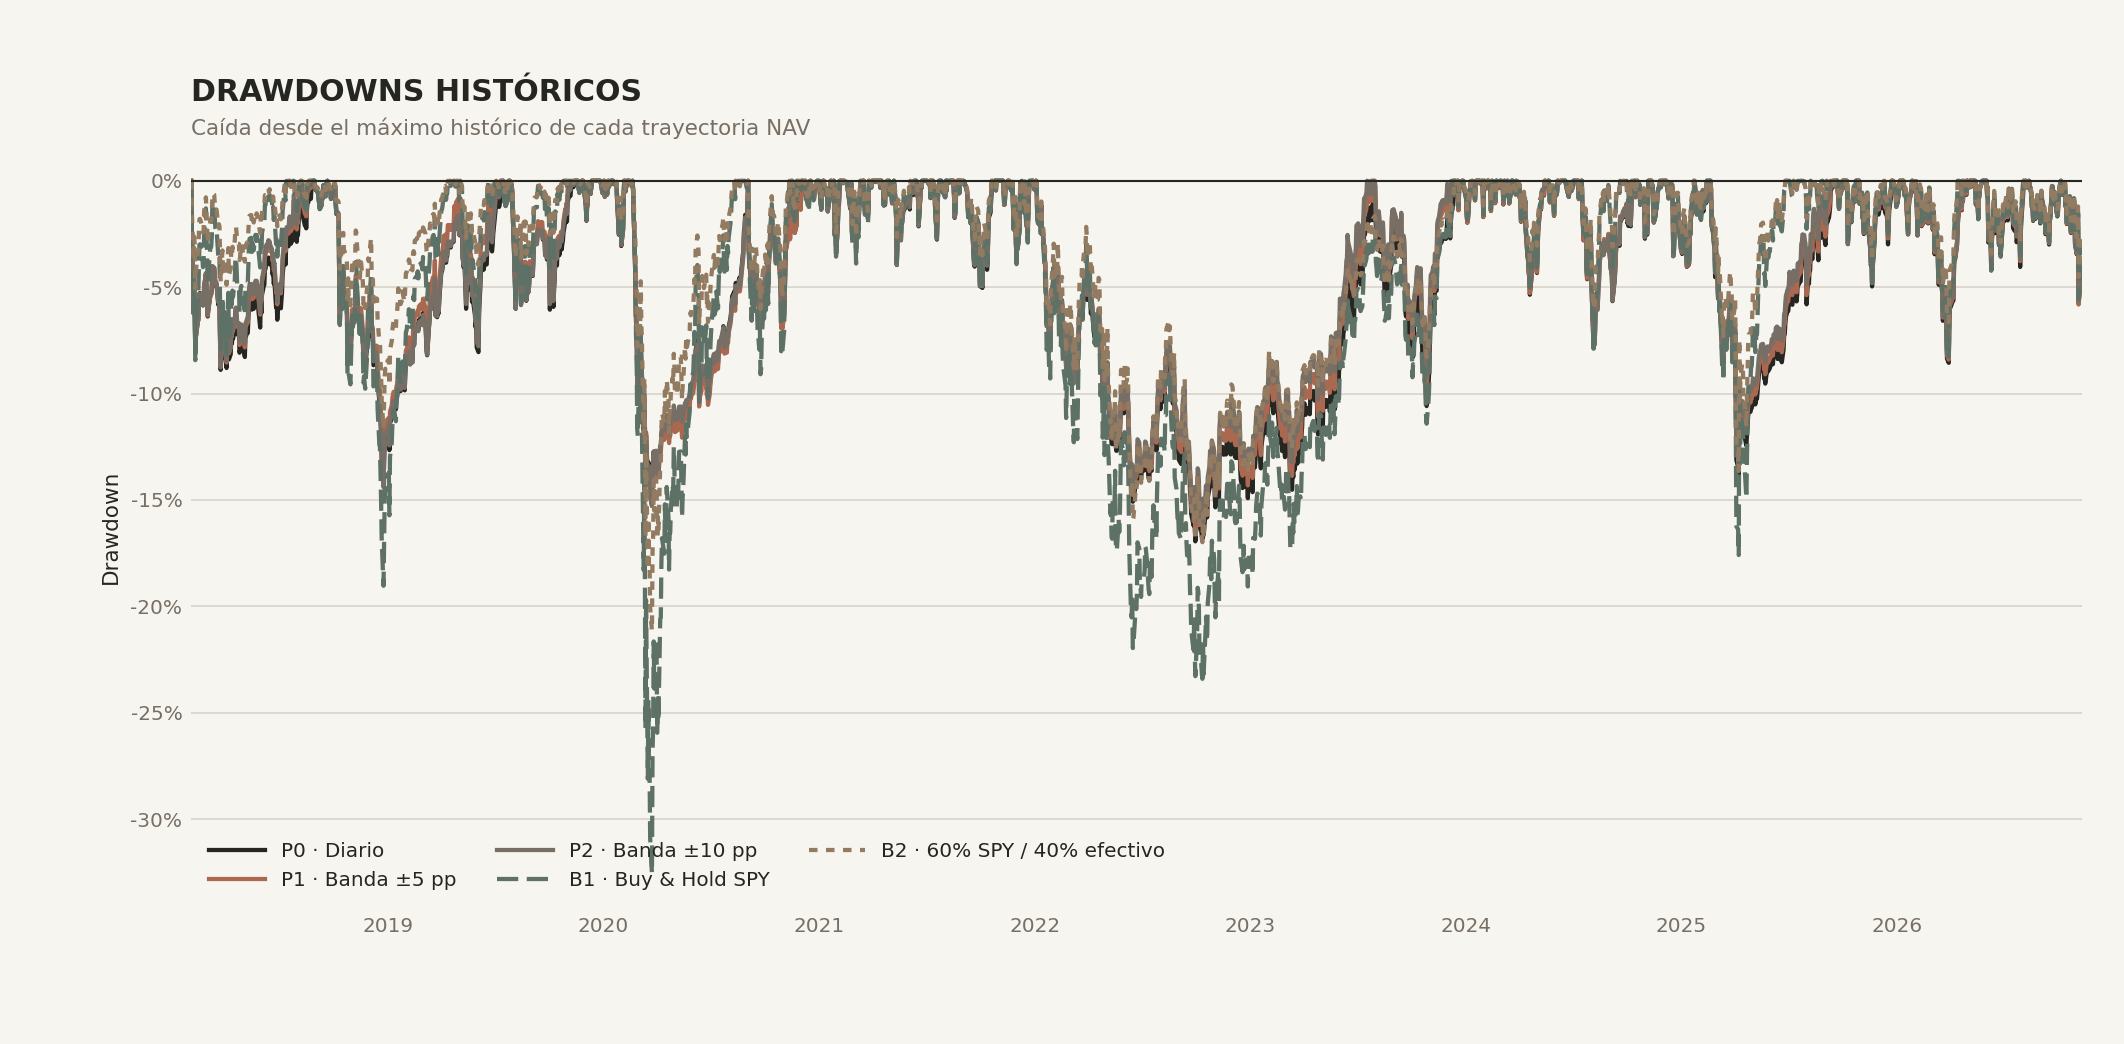 DRAWDOWNS HISTÓRICOS
Caída desde el máximo histórico de cada trayectoria NAV
0%
-5%
-10%
-15%
-20%
-25%
-30%
Drawdown
P0 · Diario
P2 · Banda ±10 pp
B2 · 60% SPY / 40% efectivo
P1 · Banda ±5 pp
B1 · Buy & Hold SPY
2019
2020
2021
2022
2023
2024
2025
2026